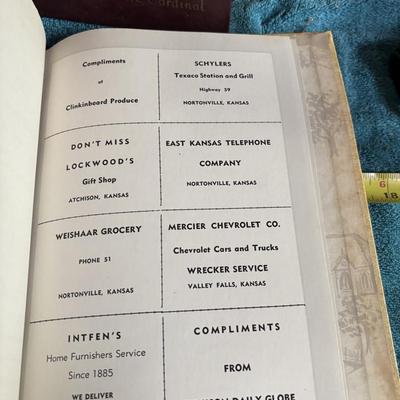 Cardinal
Compliments
of
Clinkinbeard Produce
SCHYLERS
Texaco Station and Grill
Highway 59
NORTONVILLE, KANSAS
DON'T MISS
LOCKWOOD'S
Gift Shop
ATCHISON, KANSAS
EAST KANSAS TELEPHONE
COMPANY
NORTONVILLE, KANSAS
WEISHAAR GROCERY
PHONE 51
NORTONVILLE, KANSAS
MERCIER CHEVROLET CO.
Chevrolet Cars and Trucks
WRECKER SERVICE
VALLEY FALLS, KANSAS
INTFEN'S
Home Furnishers Service
Since 1885
WE DELIVER
COMPLIMENTS
FROM
DAILY GLOBE
6
18